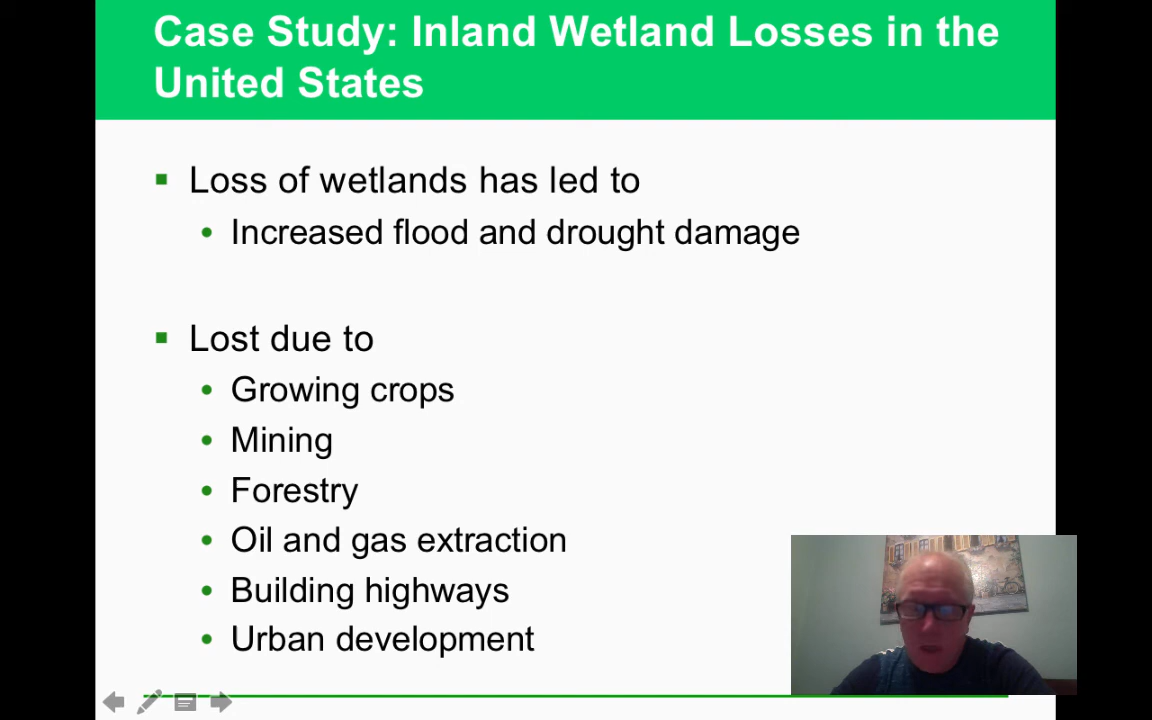 Case Study: Inland Wetland Losses in the
United States
Loss of wetlands has led to
Increased flood and drought damage
Lost due to
Growing crops
Mining
Forestry
Oil and gas extraction
Building highways
Urban development